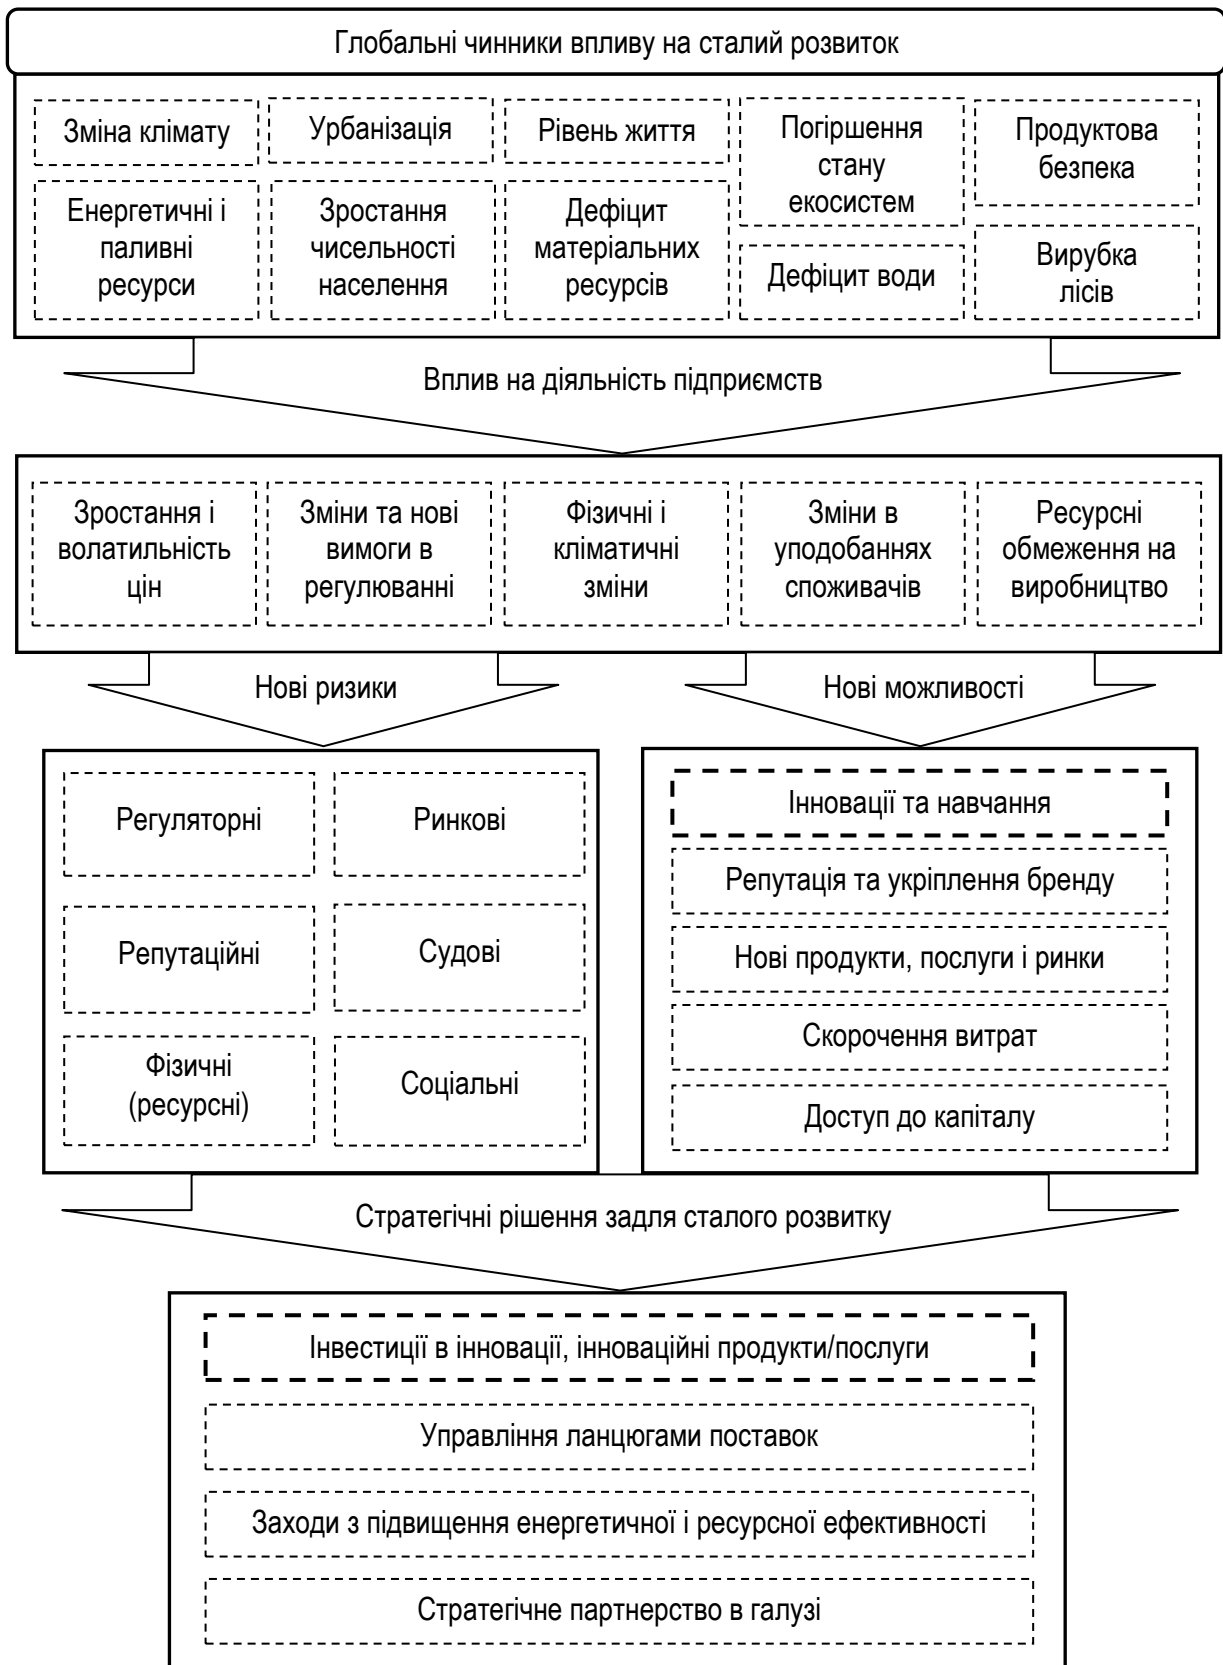 Глобальні чинники впливу на сталий розвиток
Зміна клімату
Урбанізація
Рівень життя
Погіршення
стану
екосистем
Продуктова
безпека
Енергетичні і
паливні
ресурси
Зростання
чисельності
населення
Дефіцит
матеріальних
ресурсів
Дефіцит води
Вирубка
лісів
Вплив на діяльність підприємств
Зростання і
волатильність
цін
Зміни та нові
вимоги в
регулюванні
Фізичні і
кліматичні
зміни
Зміни в
уподобаннях
споживачів
Ресурсні
обмеження на
виробництво
Нові ризики
Нові можливості
Регуляторні
Ринкові
Репутаційні
Судові
Фізичні
(ресурсні)
Соціальні
Інновації та навчання
Репутація та укріплення бренду
Нові продукти, послуги і ринки
Скорочення витрат
Доступ до капіталу
Стратегічні рішення задля сталого розвитку
Інвестиції в інновації, інноваційні продукти/послуги
Управління ланцюгами поставок
Заходи з підвищення енергетичної і ресурсної ефективності
Стратегічне партнерство в галузі